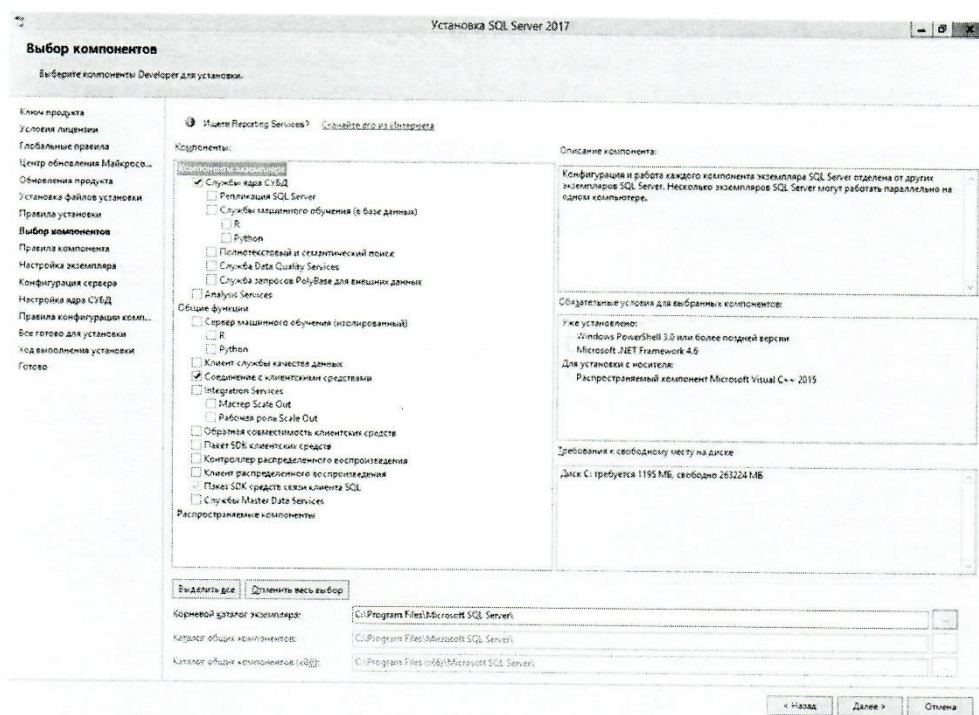 Установка SQL Server 2017
Выбор компонентов
Выберите компоненты Developer для установки.
Ключ продукта
Условия лицензии
Глобальные правила
Центр обновления Майкросо...
Обновления продукта
Установка файлов установки
Правила установки
Выбор компонентов
Правила компонента
Настройка экземпляра
Конфигурация сервера
Настройка ядра СУБД
Правила конфигурации комп...
Все готово для установки
Ход выполнения установки
Готово
Ищете Reporting Services? Скачайте его из Интернета
Компоненты:
Компоненты экземпляра
Службы ядра СУБД
Репликация SQL Server
Службы машинного обучения (в базе данных)
R
Python
Полнотекстовый и семантический поиск
Служба Data Quality Services
Служба запросов PolyBase для внешних данных
Analysis Services
Общие функции
Сервер машинного обучения (изолированный)
R
Python
Клиент службы качества данных
Соединение с клиентскими средствами
Integration Services
Мастер Scale Out
Рабочая роль Scale Out
Обратная совместимость клиентских средств
Пакет SDK клиентских средств
Контроллер распределенного воспроизведения
Клиент распределенного воспроизведения
Пакет SDK средств связи клиента SQL
Службы Master Data Services
Распространяемые компоненты
Описание компонента:
Конфигурация и работа каждого компонента экземпляра SQL Server отделена от других
экземпляров SQL Server. Несколько экземпляров SQL Server могут работать параллельно на
одном компьютере.
Обязательные условия для выбранных компонентов:
Уже установлено:
Windows PowerShell 3.0 или более поздней версии
Microsoft .NET Framework 4.6
Для установки с носителя:
Распространяемый компонент Microsoft Visual C++ 2015
Требования к свободному месту на диске
Диск C: требуется 1195 МБ, свободно 263224 МБ
Выделить все
Отменить весь выбор
Корневой каталог экземпляра: C:\Program Files\Microsoft SQL Server\
...
Каталог общих компонентов: C:\Program Files\Microsoft SQL Server\
...
Каталог общих компонентов (x86): C:\Program Files (x86)\Microsoft SQL Server\
...
< Назад
Далее >
Отмена